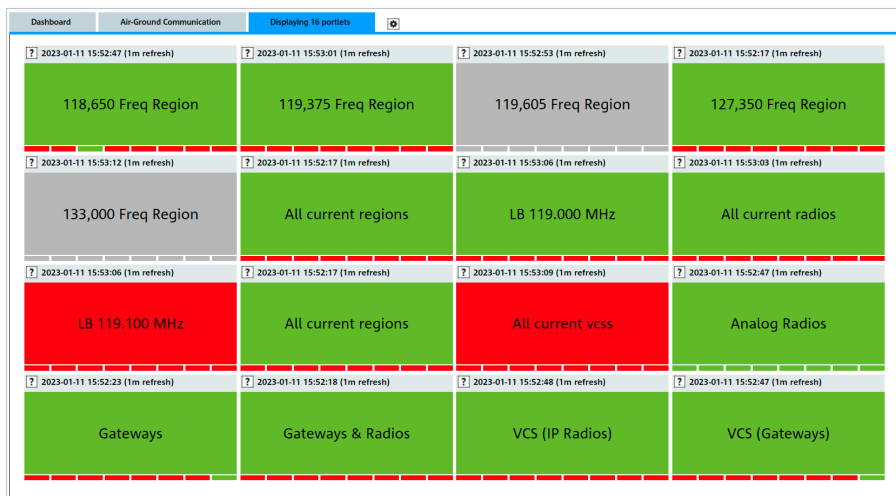 Dashboard
Air-Ground Communication
Displaying 16 portlets
? 2023-01-11 15:52:47 (1m refresh)
? 2023-01-11 15:53:01 (1m refresh)
? 2023-01-11 15:52:53 (1m refresh)
? 2023-01-11 15:52:17 (1m refresh)
118,650 Freq Region
119,375 Freq Region
119,605 Freq Region
127,350 Freq Region
? 2023-01-11 15:53:12 (1m refresh)
? 2023-01-11 15:52:17 (1m refresh)
? 2023-01-11 15:53:06 (1m refresh)
? 2023-01-11 15:53:03 (1m refresh)
133,000 Freq Region
All current regions
LB 119.000 MHz
All current radios
? 2023-01-11 15:53:06 (1m refresh)
? 2023-01-11 15:52:17 (1m refresh)
? 2023-01-11 15:53:09 (1m refresh)
? 2023-01-11 15:52:47 (1m refresh)
LB 119.100 MHz
All current regions
All current vcss
Analog Radios
? 2023-01-11 15:52:23 (1m refresh)
? 2023-01-11 15:52:18 (1m refresh)
? 2023-01-11 15:52:48 (1m refresh)
? 2023-01-11 15:52:47 (1m refresh)
Gateways
Gateways & Radios
VCS (IP Radios)
VCS (Gateways)